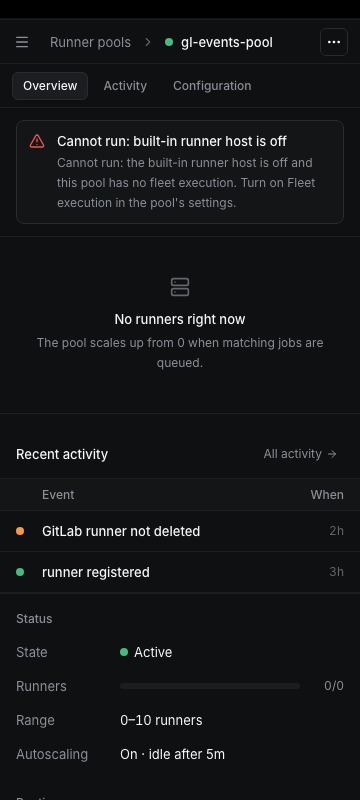 Runner pools
gl-events-pool
Overview
Activity
Configuration
Cannot run: built-in runner host is off
Cannot run: the built-in runner host is off and
this pool has no fleet execution. Turn on Fleet
execution in the pool's settings.
No runners right now
The pool scales up from 0 when matching jobs are
queued.
Recent activity
All activity →
Event When
GitLab runner not deleted 2h
runner registered 3h
Status
State Active
Runners 0/0
Range 0–10 runners
Autoscaling On · idle after 5m